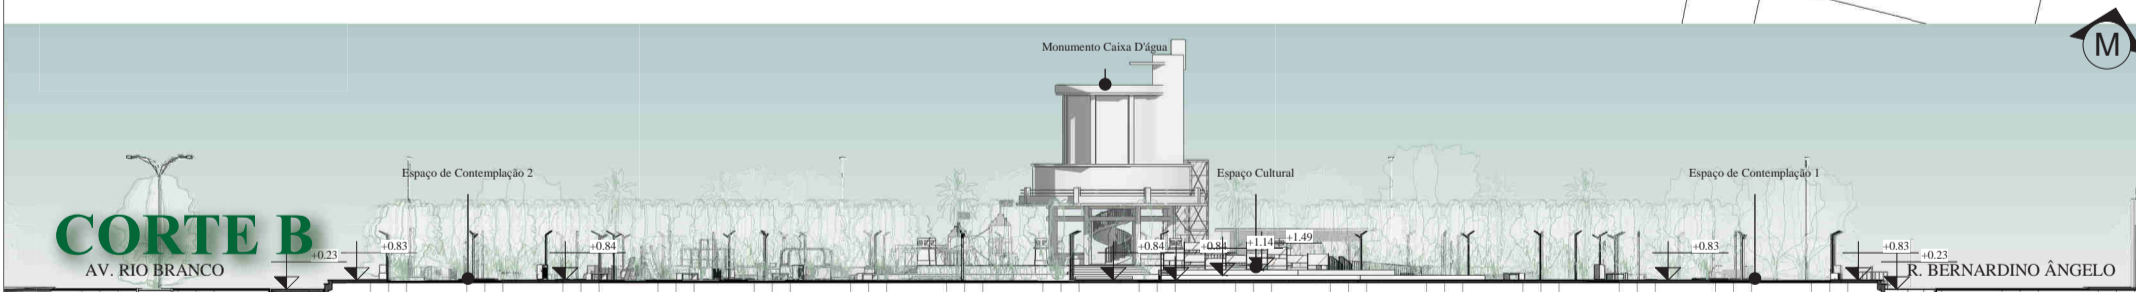 Monumento Caixa D'água
M
Espaço de Contemplação 2
Espaço Cultural
Espaço de Contemplação 1
CORTE B
AV. RIO BRANCO
+0.23
+0.83
+0.84
+0.84
+0.84
+1.14
+1.49
+0.83
+0.83
+0.23
R. BERNARDINO ÂNGELO